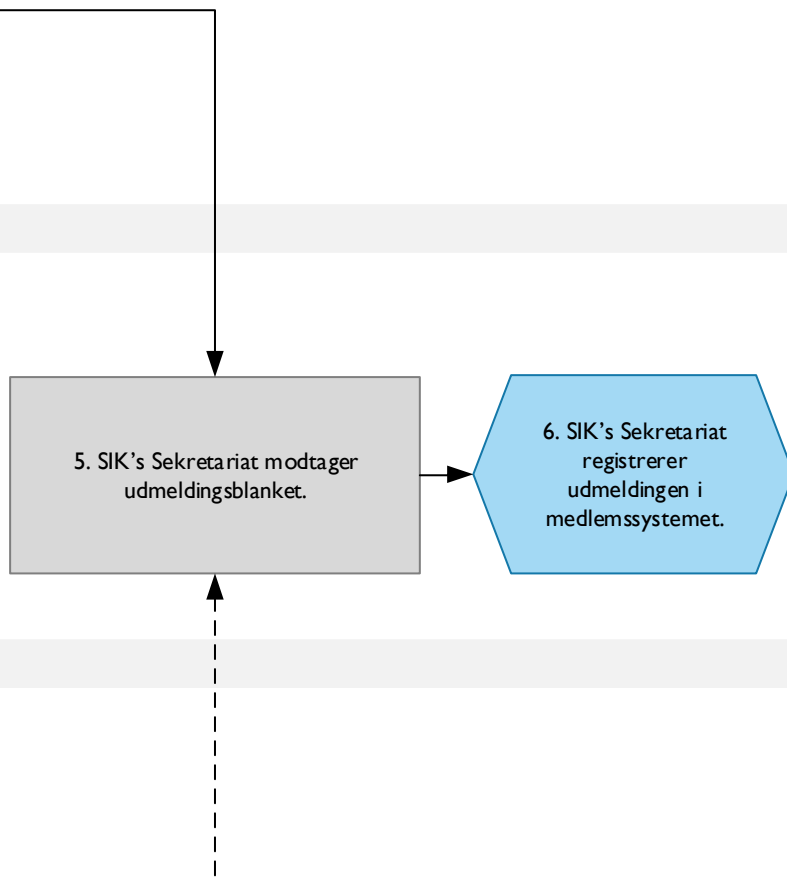 5. SIK's Sekretariat modtager
udmeldingsblanket.
6. SIK's Sekretariat
registrerer
udmeldingen i
medlemssystemet.